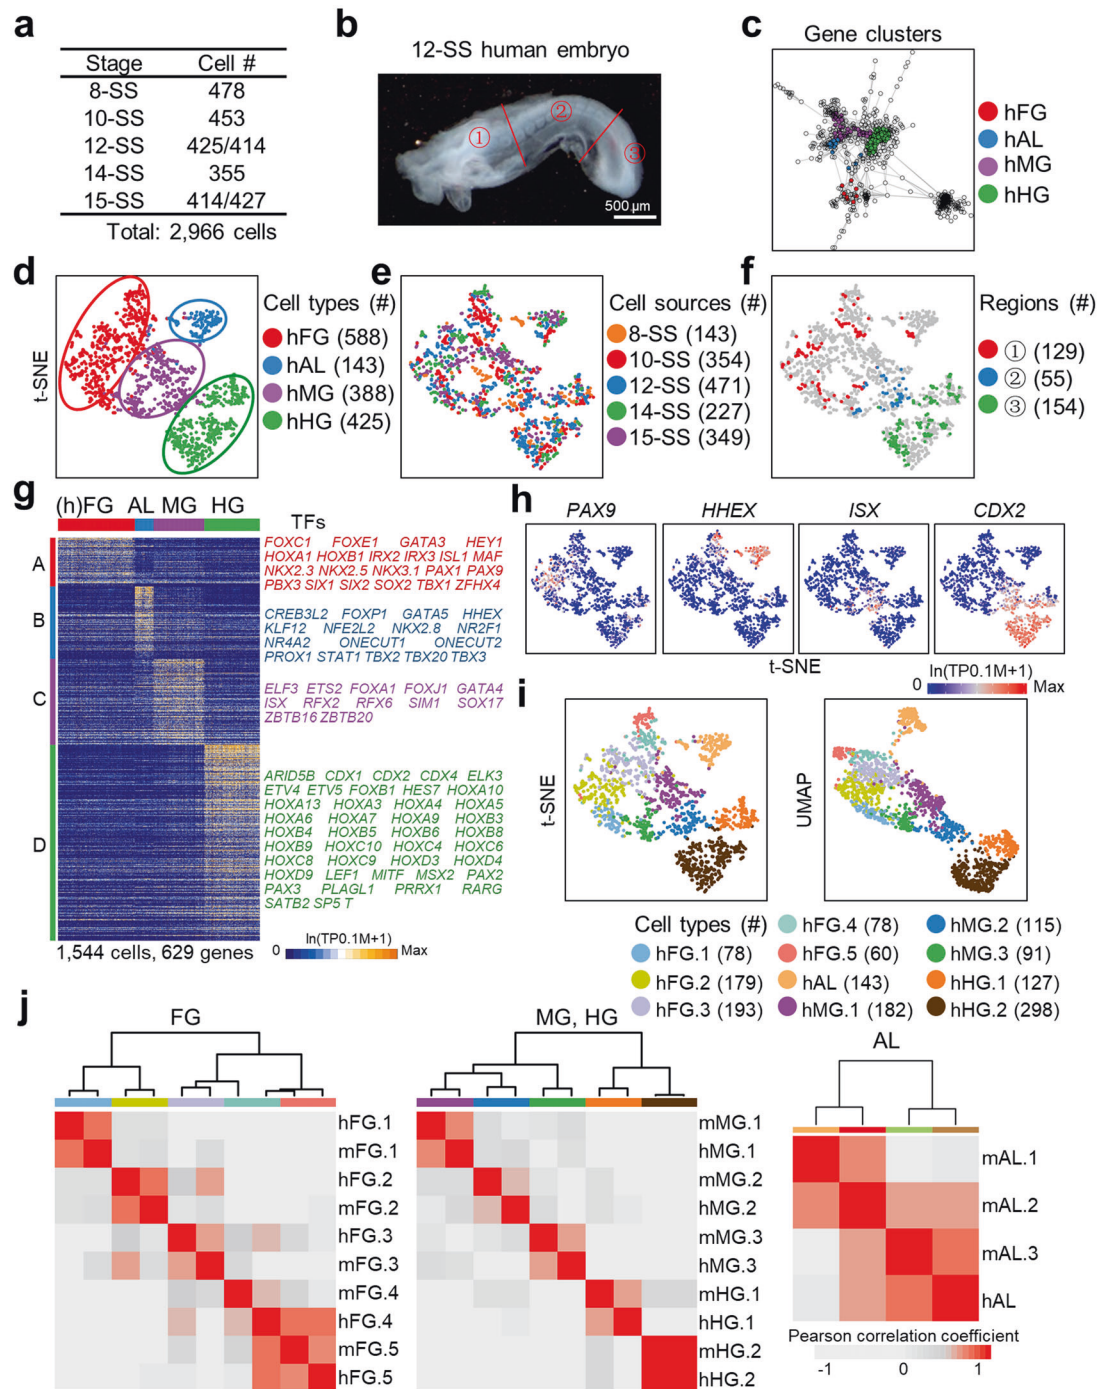 a
Stage Cell #
8-SS 478
10-SS 453
12-SS 425/414
14-SS 355
15-SS 414/427
Total: 2,966 cells
b
12-SS human embryo
①
②
③
500 µm
c
Gene clusters
hFG
hAL
hMG
hHG
d
t-SNE
Cell types (#)
hFG (588)
hAL (143)
hMG (388)
hHG (425)
e
Cell sources (#)
8-SS (143)
10-SS (354)
12-SS (471)
14-SS (227)
15-SS (349)
f
Regions (#)
① (129)
② (55)
③ (154)
g
(h)FG AL MG HG
TFs
A
B
C
D
FOXC1 FOXE1 GATA3 HEY1
HOXA1 HOXB1 IRX2 IRX3 ISL1 MAF
NKX2.3 NKX2.5 NKX3.1 PAX1 PAX9
PBX3 SIX1 SIX2 SOX2 TBX1 ZFHX4
CREB3L2 FOXP1 GATA5 HHEX
KLF12 NFE2L2 NKX2.8 NR2F1
NR4A2 ONECUT1 ONECUT2
PROX1 STAT1 TBX2 TBX20 TBX3
ELF3 ETS2 FOXA1 FOXJ1 GATA4
ISX RFX2 RFX6 SIM1 SOX17
ZBTB16 ZBTB20
ARID5B CDX1 CDX2 CDX4 ELK3
ETV4 ETV5 FOXB1 HES7 HOXA10
HOXA13 HOXA3 HOXA4 HOXA5
HOXA6 HOXA7 HOXA9 HOXB3
HOXB4 HOXB5 HOXB6 HOXB8
HOXB9 HOXC10 HOXC4 HOXC6
HOXC8 HOXC9 HOXD3 HOXD4
HOXD9 LEF1 MITF MSX2 PAX2
PAX3 PLAGL1 PRRX1 RARG
SATB2 SP5 T
1,544 cells, 629 genes
ln(TP0.1M+1)
0 Max
h
PAX9 HHEX ISX CDX2
t-SNE
ln(TP0.1M+1)
0 Max
i
t-SNE
UMAP
Cell types (#)
hFG.1 (78)
hFG.2 (179)
hFG.3 (193)
hFG.4 (78)
hFG.5 (60)
hAL (143)
hMG.1 (182)
hMG.2 (115)
hMG.3 (91)
hHG.1 (127)
hHG.2 (298)
j
FG
hFG.1
mFG.1
hFG.2
mFG.2
hFG.3
mFG.3
mFG.4
hFG.4
mFG.5
hFG.5
MG, HG
mMG.1
hMG.1
mMG.2
hMG.2
mMG.3
hMG.3
mHG.1
hHG.1
mHG.2
hHG.2
AL
mAL.1
mAL.2
mAL.3
hAL
Pearson correlation coefficient
-1 0 1